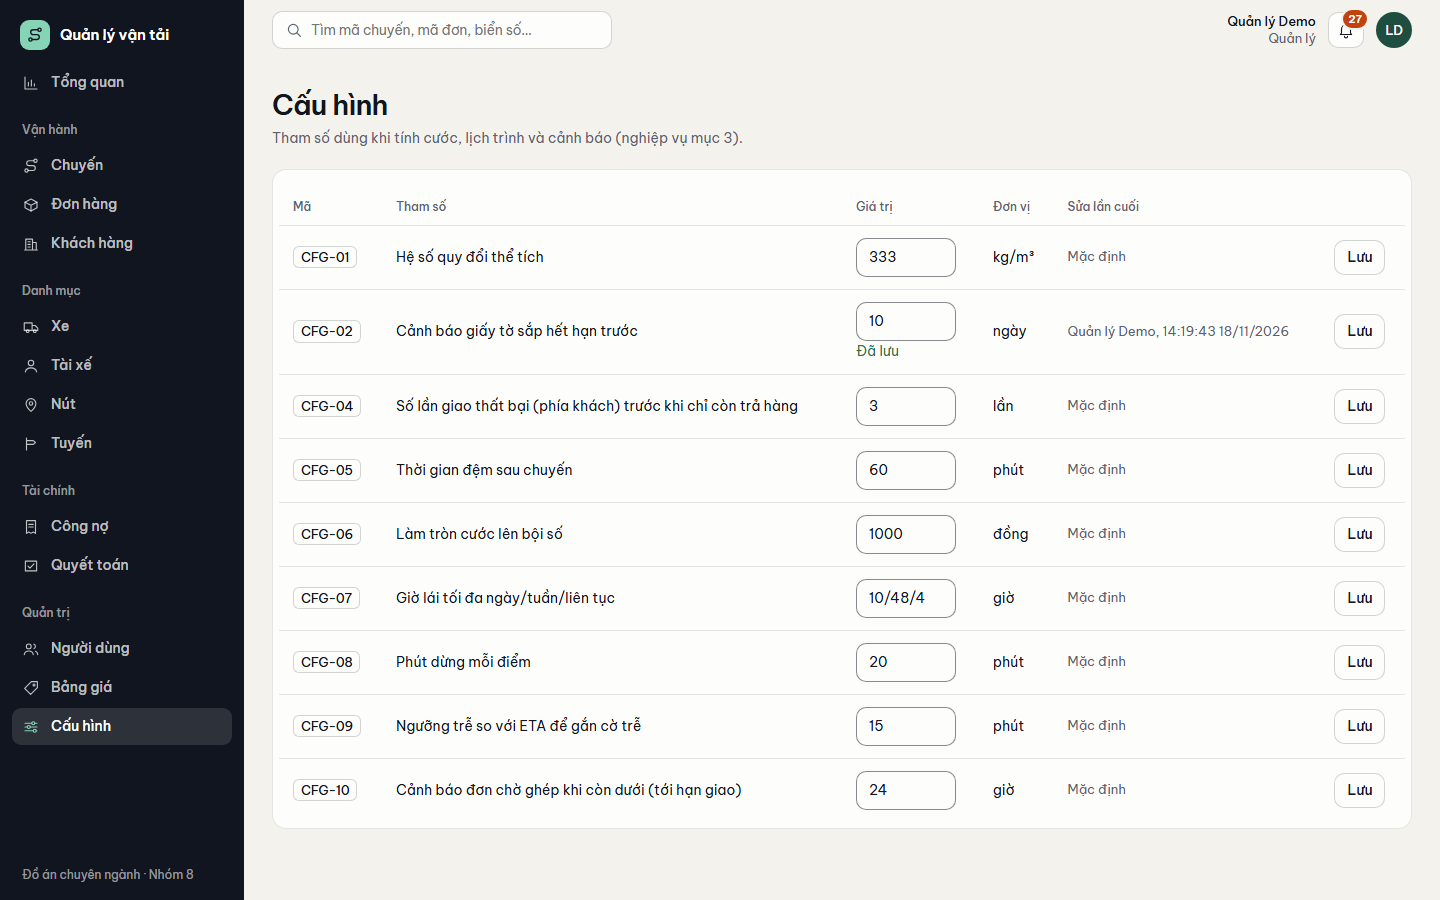 Quản lý vận tải
Tổng quan
Vận hành
Chuyến
Đơn hàng
Khách hàng
Danh mục
Xe
Tài xế
Nút
Tuyến
Tài chính
Công nợ
Quyết toán
Quản trị
Người dùng
Bảng giá
Cấu hình
Đồ án chuyên ngành · Nhóm 8
Tìm mã chuyến, mã đơn, biển số...
Quản lý Demo
Quản lý
27
LD
Cấu hình
Tham số dùng khi tính cước, lịch trình và cảnh báo (nghiệp vụ mục 3).
Mã Tham số Giá trị Đơn vị Sửa lần cuối
CFG-01 Hệ số quy đổi thể tích 333 kg/m³ Mặc định Lưu
CFG-02 Cảnh báo giấy tờ sắp hết hạn trước 10 ngày Quản lý Demo, 14:19:43 18/11/2026 Lưu
Đã lưu
CFG-04 Số lần giao thất bại (phía khách) trước khi chỉ còn trả hàng 3 lần Mặc định Lưu
CFG-05 Thời gian đệm sau chuyến 60 phút Mặc định Lưu
CFG-06 Làm tròn cước lên bội số 1000 đồng Mặc định Lưu
CFG-07 Giờ lái tối đa ngày/tuần/liên tục 10/48/4 giờ Mặc định Lưu
CFG-08 Phút dừng mỗi điểm 20 phút Mặc định Lưu
CFG-09 Ngưỡng trễ so với ETA để gắn cờ trễ 15 phút Mặc định Lưu
CFG-10 Cảnh báo đơn chờ ghép khi còn dưới (tới hạn giao) 24 giờ Mặc định Lưu